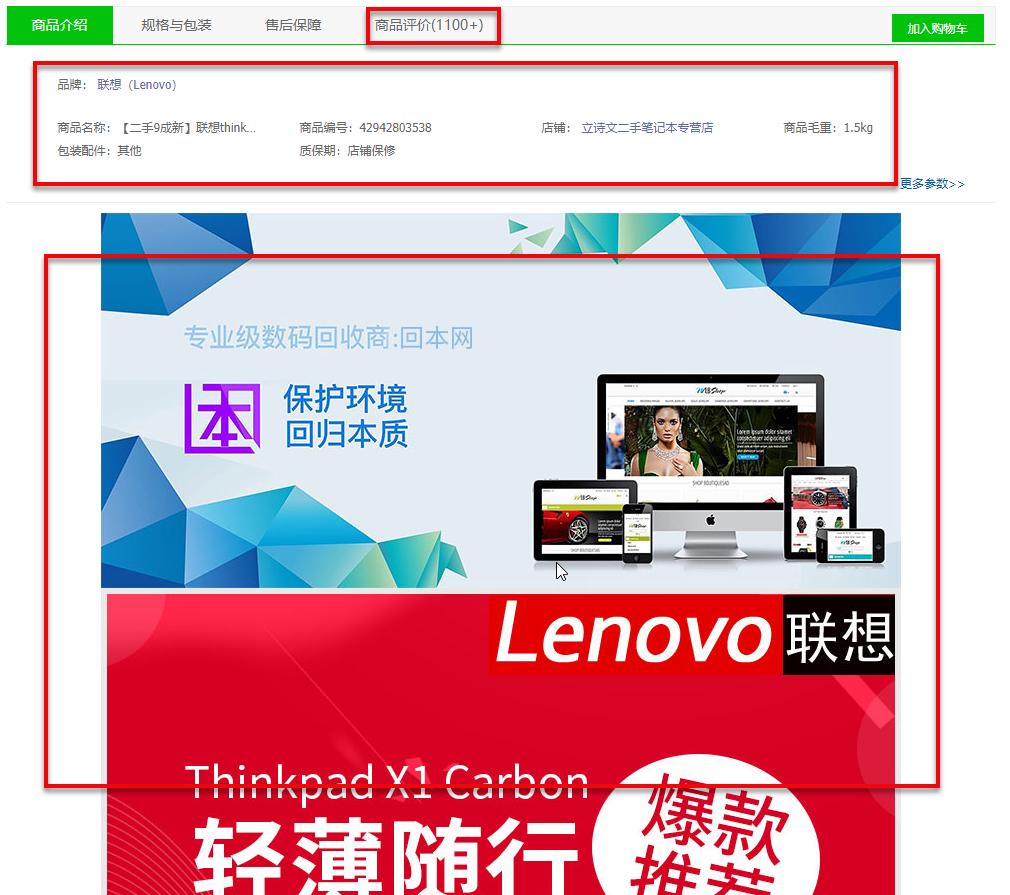 商品介绍 规格与包装 售后保障 商品评价(1100+) 加入购物车
品牌： 联想（Lenovo）
商品名称：【二手9成新】联想think... 商品编号：42942803538 店铺： 立诗文二手笔记本专营店 商品毛重：1.5kg
包装配件：其他 质保期：店铺保修
更多参数>>
专业级数码回收商:回本网
本
保护环境
回归本质
SHOP BOUTIQUESAD
Lenovo 联想
Thinkpad X1 Carbon
轻薄随行
爆款
推荐